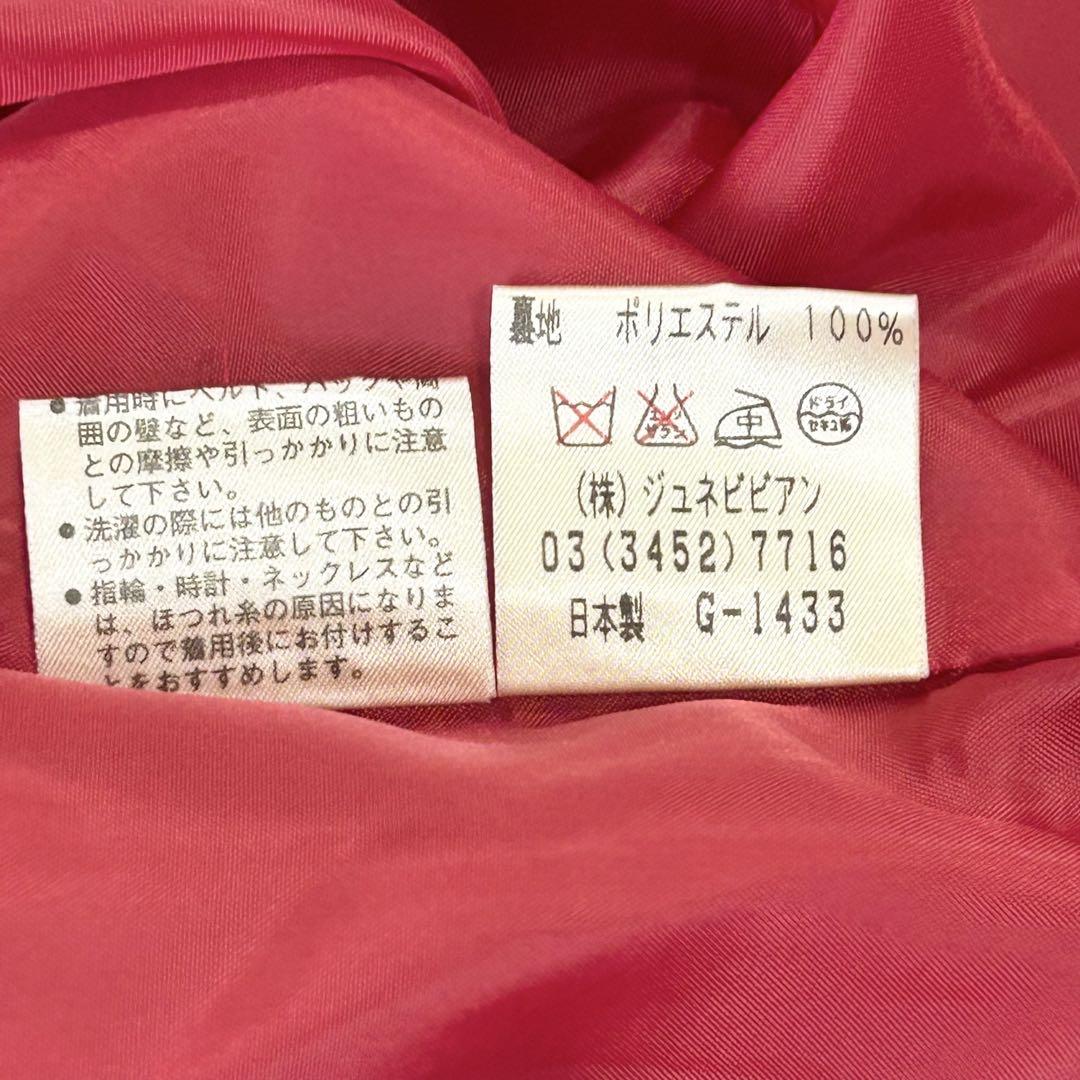 ●着用時にベルト、バッグや周
囲の壁など、表面の粗いもの
との摩擦や引っかかりに注意
して下さい。
●洗濯の際には他のものとの引
っかかりに注意して下さい。
●指輪・時計・ネックレスなど
は、ほつれ糸の原因になりま
すので着用後にお付けするこ
とをおすすめします。
裏地 ポリエステル 100%
エンソ サラシ 中 ドライ
セキユ系
(株)ジュネビビアン
03(3452)7716
日本製 G-1433